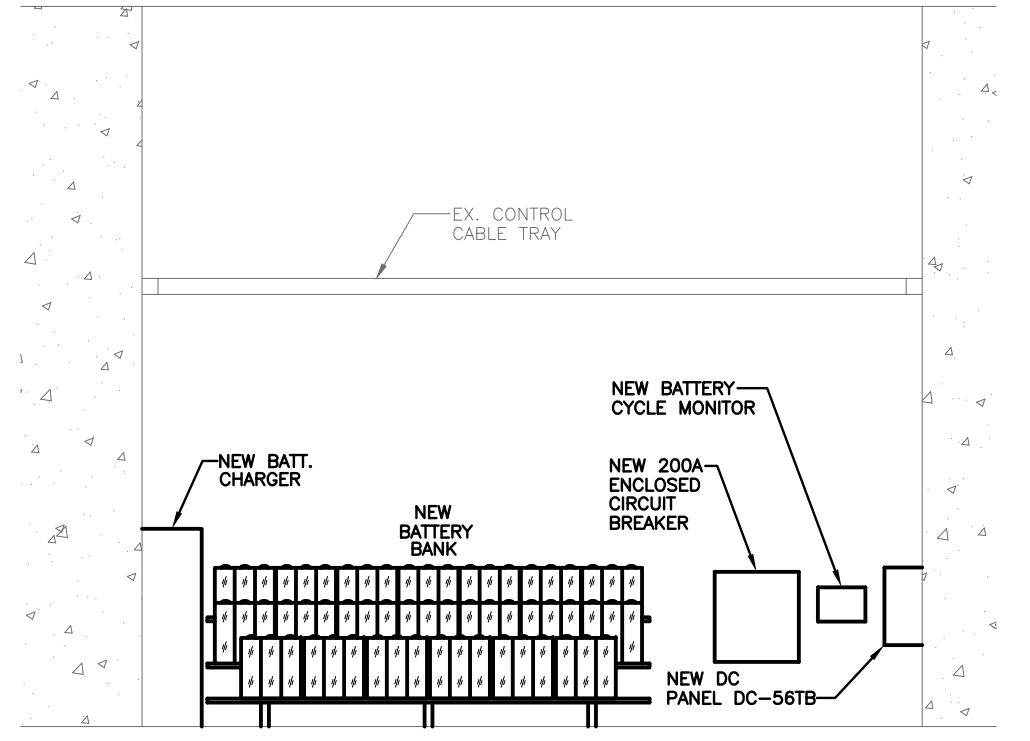 EX. CONTROL
CABLE TRAY
NEW BATTERY
CYCLE MONITOR
NEW BATT.
CHARGER
NEW 200A
ENCLOSED
CIRCUIT
BREAKER
NEW
BATTERY
BANK
NEW DC
PANEL DC-56TB